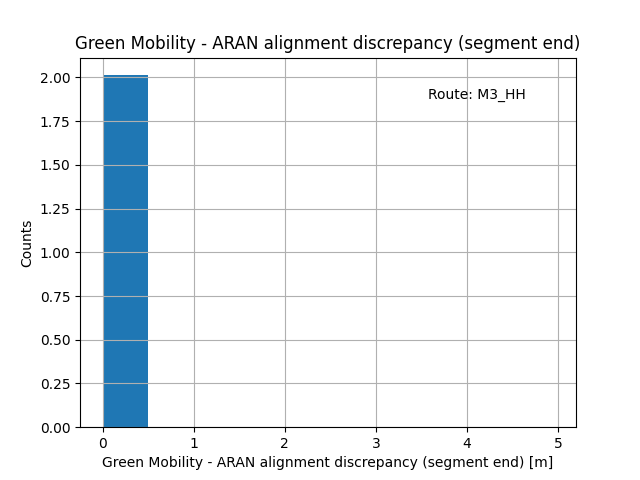 Green Mobility - ARAN alignment discrepancy (segment end)
Route: M3_HH
2.00
1.75
1.50
1.25
1.00
0.75
0.50
0.25
0.00
Counts
0 1 2 3 4 5
Green Mobility - ARAN alignment discrepancy (segment end) [m]